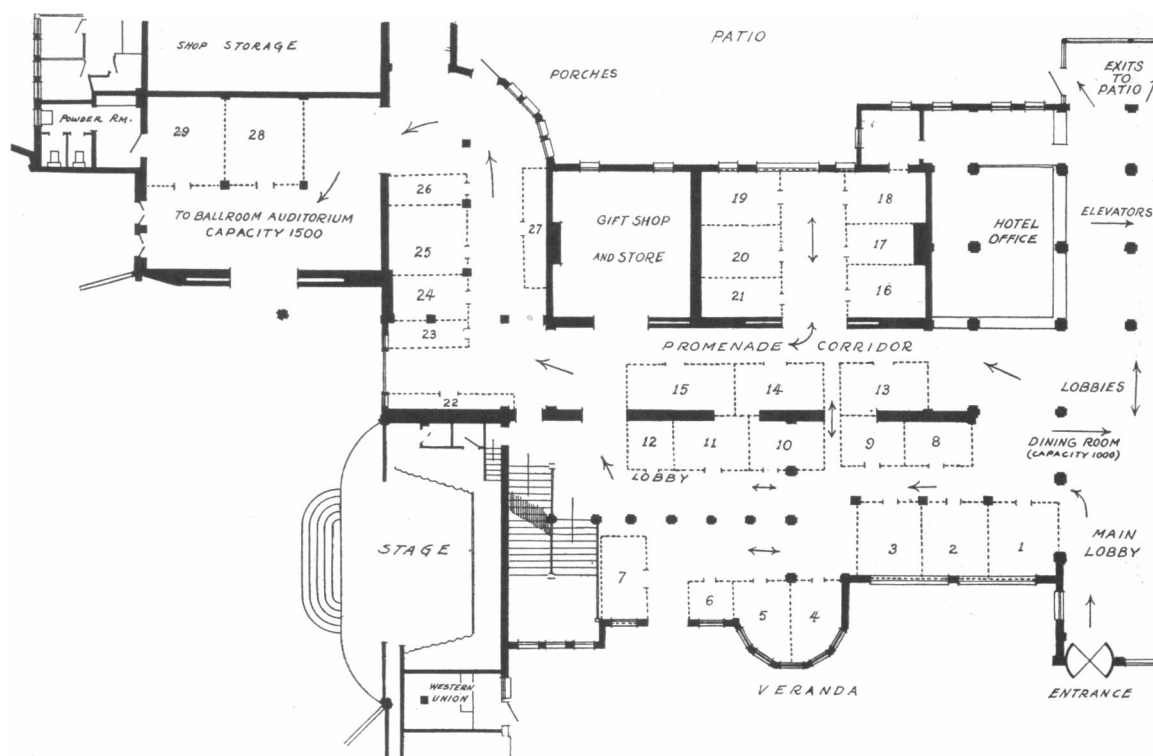 PATIO
SHOP STORAGE
PORCHES
EXITS
TO
PATIO
POWDER RM.
29
28
26
27
19
18
TO BALLROOM AUDITORIUM
CAPACITY 1500
GIFT SHOP
AND STORE
HOTEL
OFFICE
ELEVATORS
25
20
17
24
21
16
23
PROMENADE CORRIDOR
15
14
13
LOBBIES
22
12
11
10
9
8
DINING ROOM
(CAPACITY 1000)
LOBBY
STAGE
3
2
1
MAIN
LOBBY
7
6
5
4
WESTERN
UNION
VERANDA
ENTRANCE